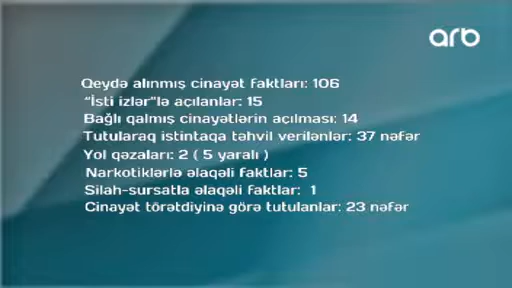 arb
Qeydə alınmış cinayət faktları: 106
“İsti izlər”lə açılanlar: 15
Bağlı qalmış cinayətlərin açılması: 14
Tutularaq istintaqa təhvil verilənlər: 37 nəfər
Yol qəzaları: 2 ( 5 yaralı )
Narkotiklərlə əlaqəli faktlar: 5
Silah-sursatla əlaqəli faktlar: 1
Cinayət törətdiyinə görə tutulanlar: 23 nəfər